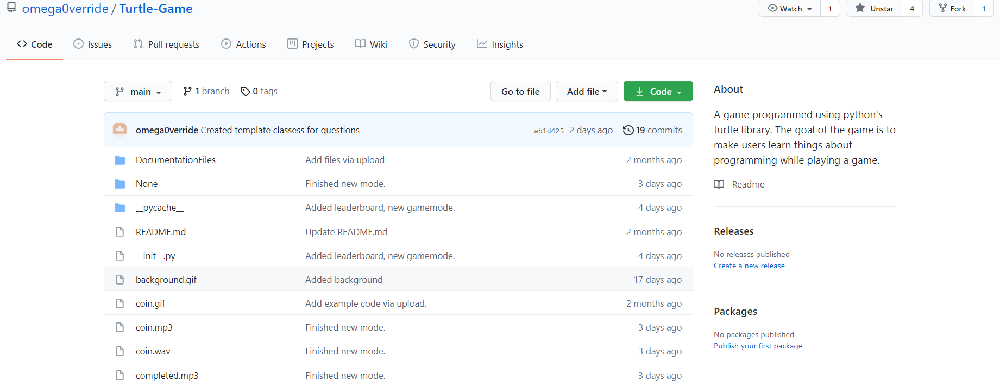 omega0verride / Turtle-Game
Watch 1 Unstar 4 Fork 1
Code Issues Pull requests Actions Projects Wiki Security Insights
main 1 branch 0 tags Go to file Add file Code
omega0verride Created template classess for questions ab1d425 2 days ago 19 commits
DocumentationFiles Add files via upload 2 months ago
None Finished new mode. 3 days ago
__pycache__ Added leaderboard, new gamemode. 4 days ago
README.md Update README.md 2 months ago
__init__.py Added leaderboard, new gamemode. 4 days ago
background.gif Added background 17 days ago
coin.gif Add example code via upload. 2 months ago
coin.mp3 Finished new mode. 3 days ago
coin.wav Finished new mode. 3 days ago
completed.mp3 Finished new mode. 3 days ago
About
A game programmed using python's
turtle library. The goal of the game is to
make users learn things about
programming while playing a game.
Readme
Releases
No releases published
Create a new release
Packages
No packages published
Publish your first package